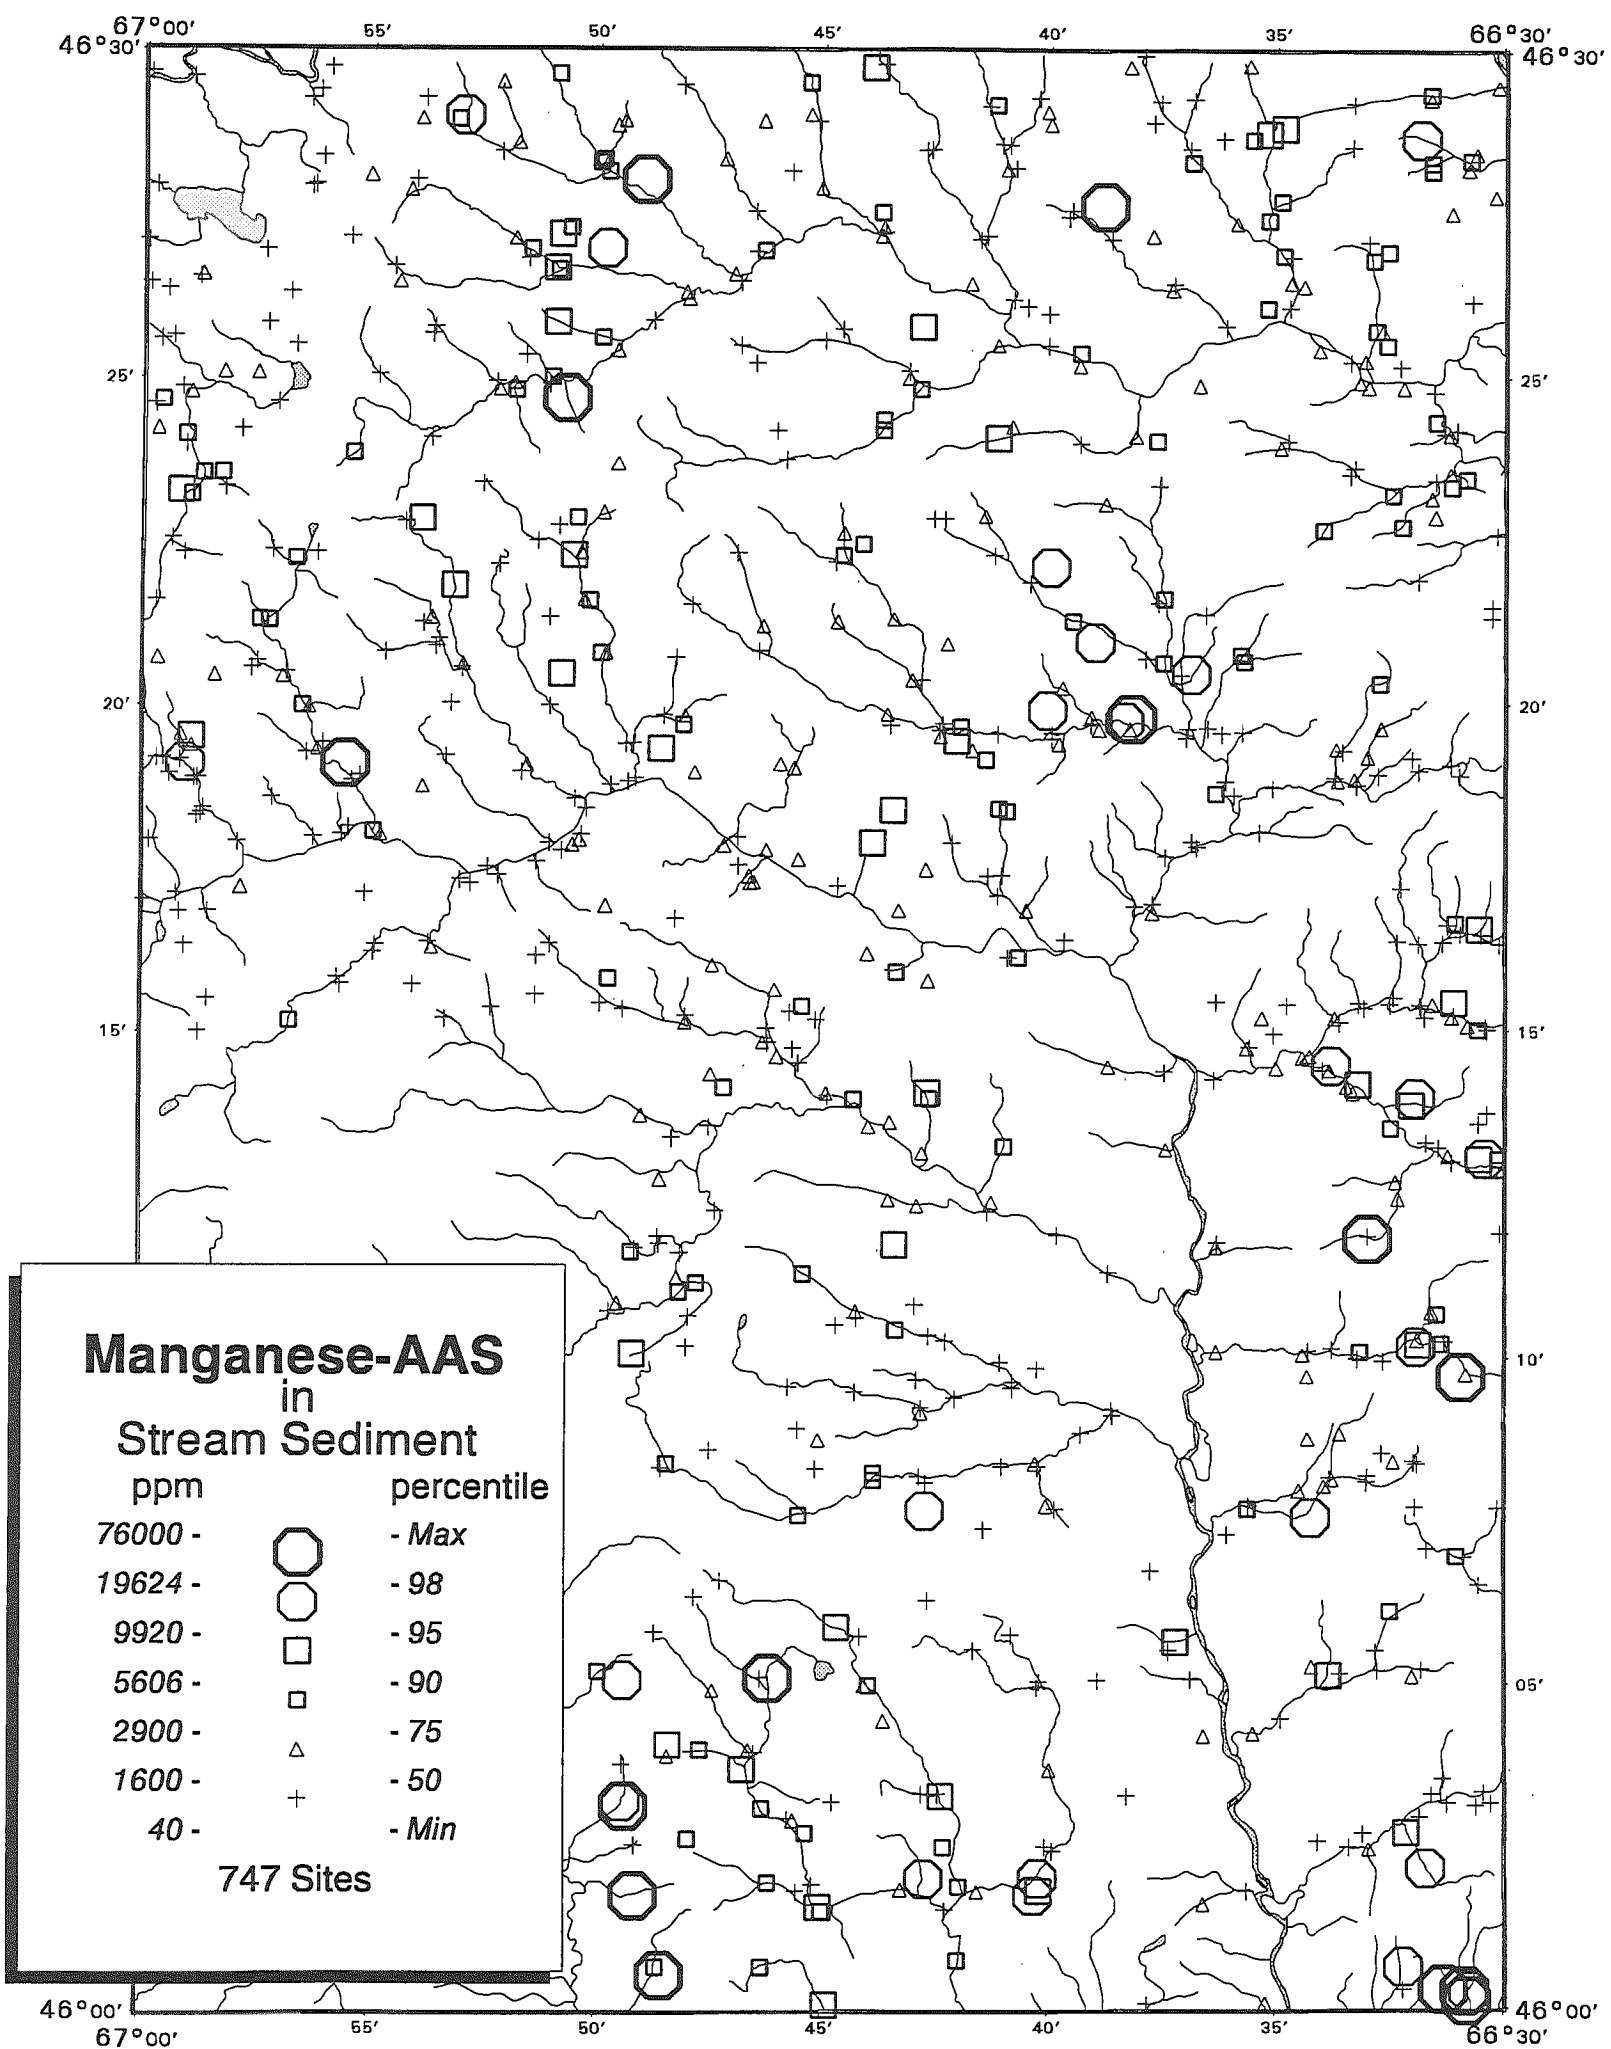 67°00′ 55′ 50′ 45′ 40′ 35′ 66°30′
46°30′ 46°30′
25′ 25′
20′ 20′
15′ 15′
10′
05′
Manganese-AAS
in
Stream Sediment
ppm percentile
76000 - - Max
19624 - - 98
9920 - - 95
5606 - - 90
2900 - - 75
1600 - - 50
40 - - Min
747 Sites
46°00′ 46°00′
67°00′ 55′ 50′ 45′ 40′ 35′ 66°30′